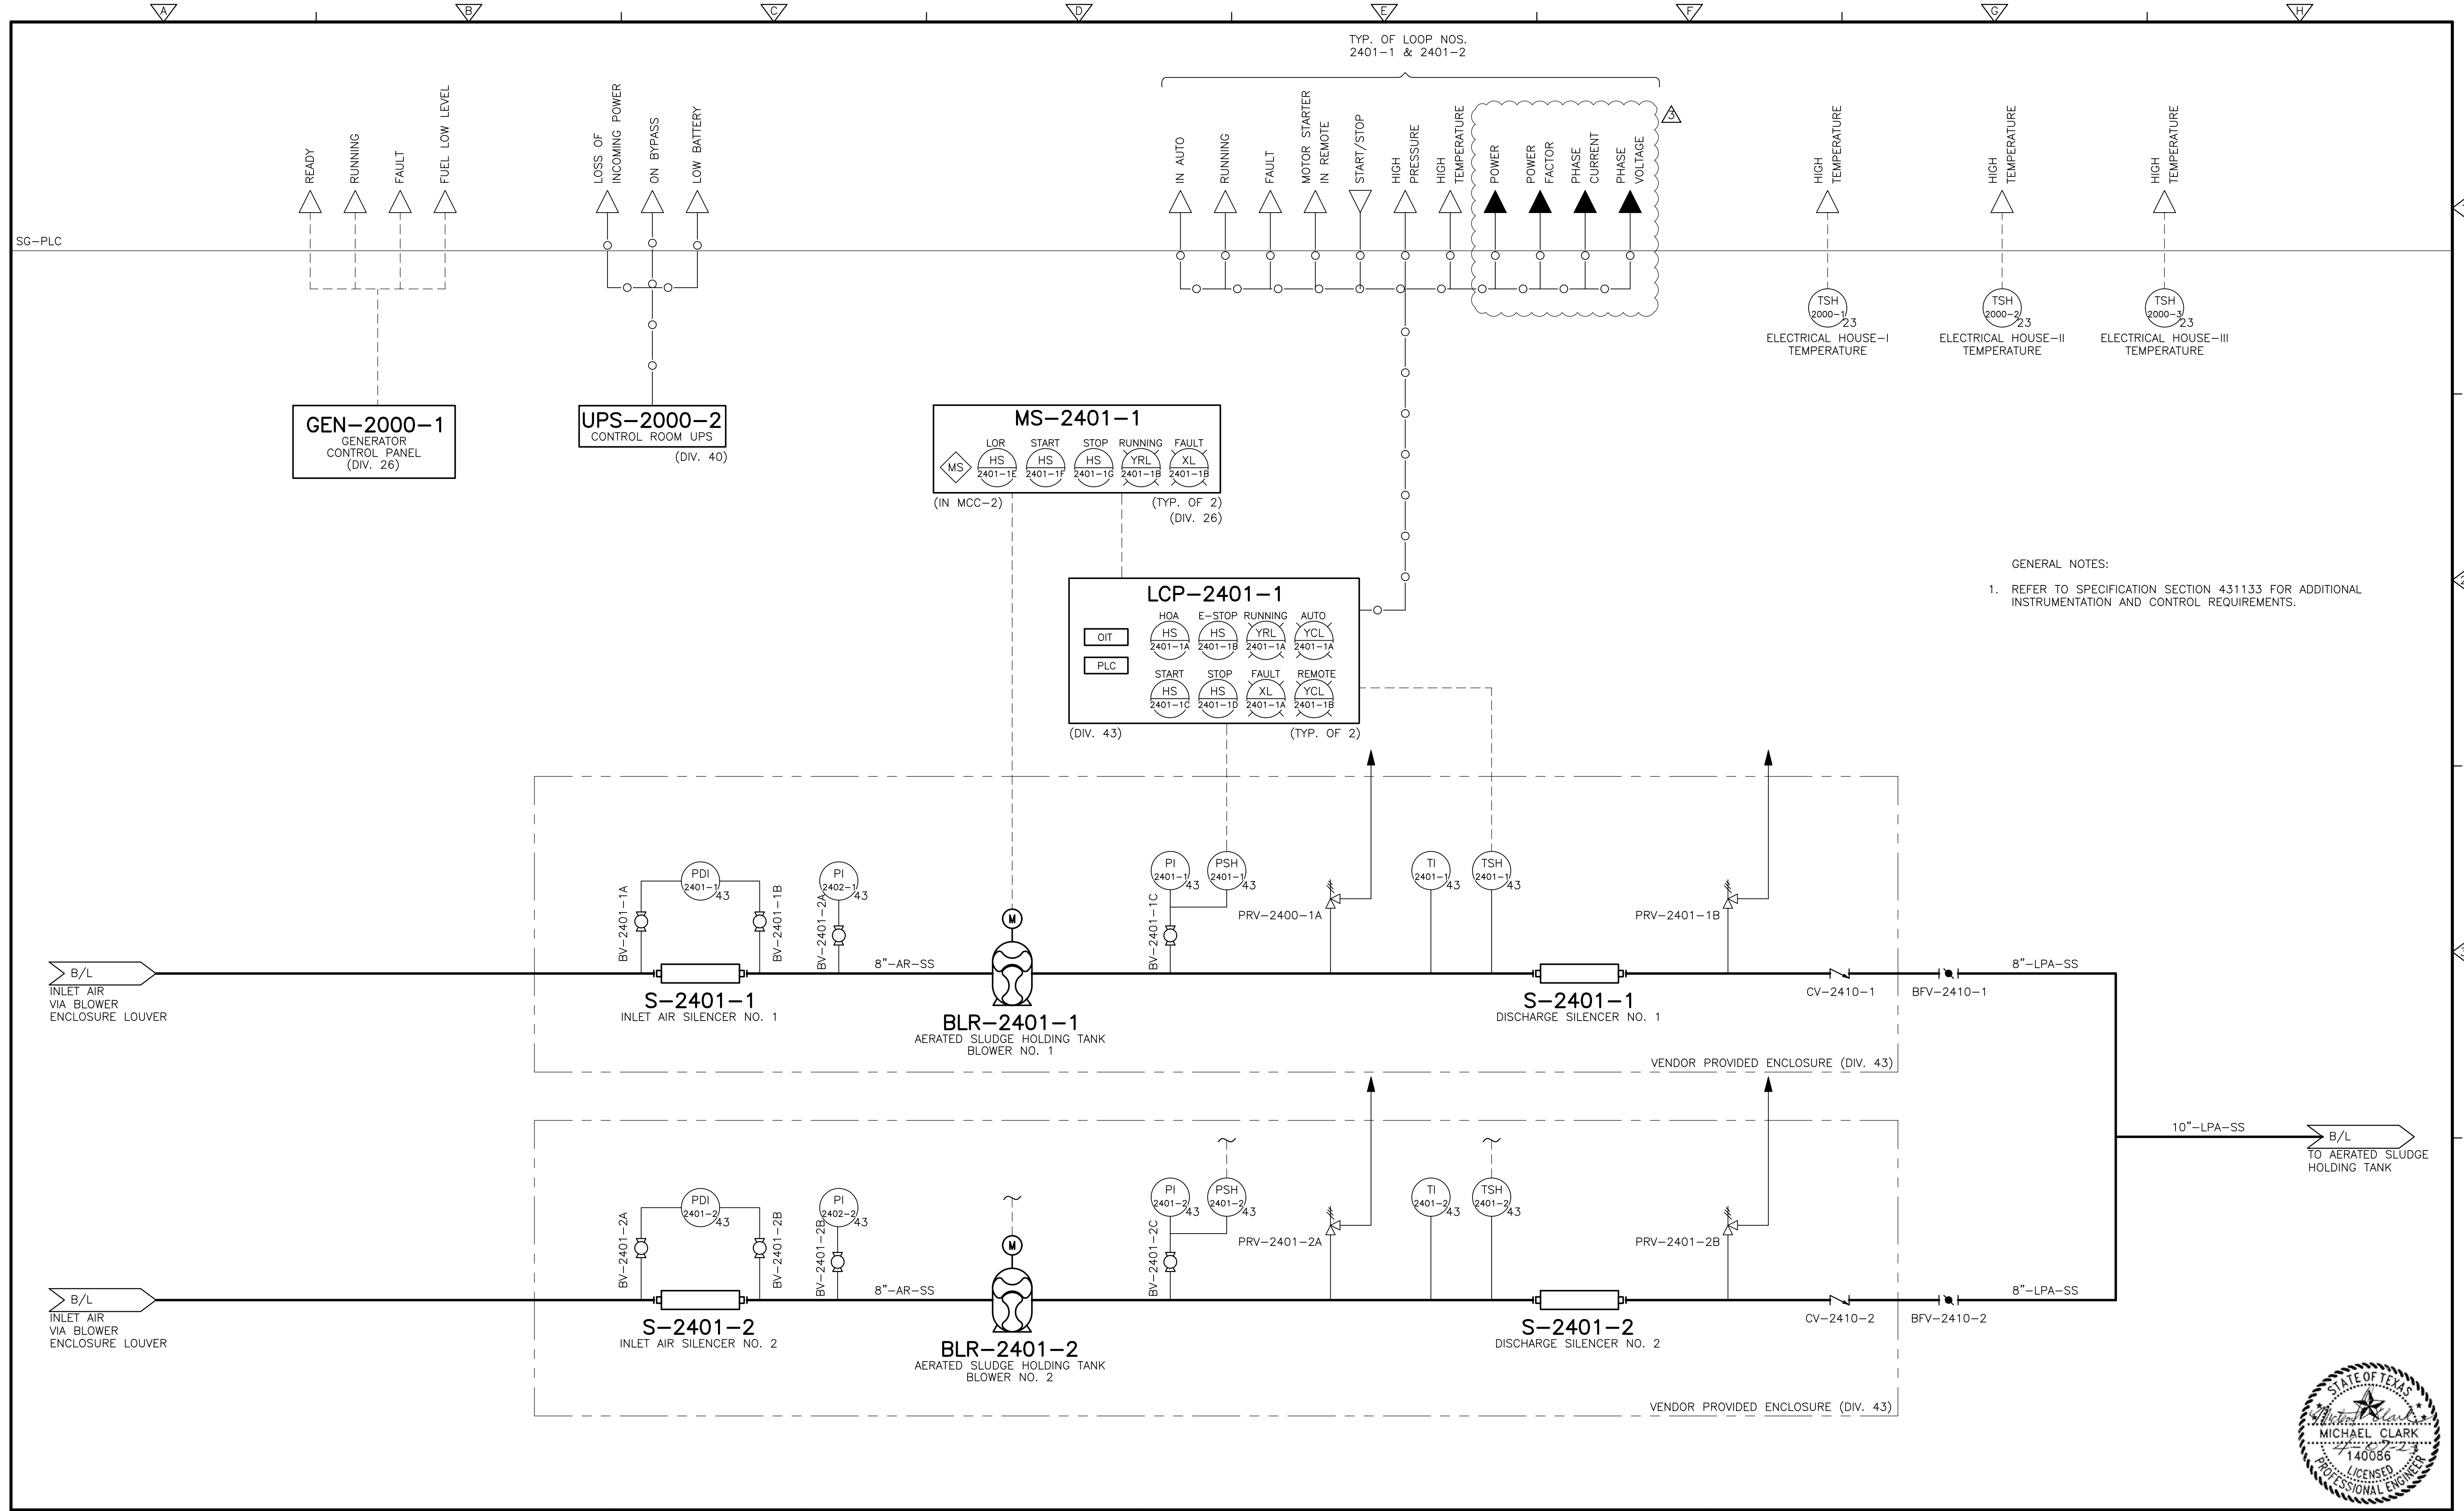 A
B
C
D
E
F
G
H
TYP. OF LOOP NOS.
2401-1 & 2401-2
READY
RUNNING
FAULT
FUEL LOW LEVEL
LOSS OF
INCOMING POWER
ON BYPASS
LOW BATTERY
IN AUTO
RUNNING
FAULT
MOTOR STARTER
IN REMOTE
START/STOP
HIGH
PRESSURE
HIGH
TEMPERATURE
POWER
POWER
FACTOR
PHASE
CURRENT
PHASE
VOLTAGE
3
HIGH
TEMPERATURE
HIGH
TEMPERATURE
HIGH
TEMPERATURE
SG-PLC
TSH
2000-1
23
ELECTRICAL HOUSE-I
TEMPERATURE
TSH
2000-2
23
ELECTRICAL HOUSE-II
TEMPERATURE
TSH
2000-3
23
ELECTRICAL HOUSE-III
TEMPERATURE
GEN-2000-1
GENERATOR
CONTROL PANEL
(DIV. 26)
UPS-2000-2
CONTROL ROOM UPS
(DIV. 40)
MS-2401-1
LOR START STOP RUNNING FAULT
MS HS HS HS YRL XL
2401-1E 2401-1F 2401-1G 2401-1B 2401-1B
(IN MCC-2) (TYP. OF 2)
(DIV. 26)
GENERAL NOTES:
1. REFER TO SPECIFICATION SECTION 431133 FOR ADDITIONAL
INSTRUMENTATION AND CONTROL REQUIREMENTS.
LCP-2401-1
HOA E-STOP RUNNING AUTO
OIT HS HS YRL YCL
2401-1A 2401-1B 2401-1A 2401-1A
PLC
START STOP FAULT REMOTE
HS HS XL YCL
2401-1C 2401-1D 2401-1A 2401-1B
(DIV. 43) (TYP. OF 2)
BV-2401-1A
PDI
2401-1
43
BV-2401-1B
BV-2401-2A
PI
2402-1
43
M
BV-2401-1C
PI
2401-1
43
PSH
2401-1
43
PRV-2400-1A
TI
2401-1
43
TSH
2401-1
43
PRV-2401-1B
B/L
INLET AIR
VIA BLOWER
ENCLOSURE LOUVER
8"-AR-SS
8"-LPA-SS
S-2401-1
INLET AIR SILENCER NO. 1
BLR-2401-1
AERATED SLUDGE HOLDING TANK
BLOWER NO. 1
S-2401-1
DISCHARGE SILENCER NO. 1
CV-2410-1
BFV-2410-1
VENDOR PROVIDED ENCLOSURE (DIV. 43)
10"-LPA-SS
B/L
TO AERATED SLUDGE
HOLDING TANK
BV-2401-2A
PDI
2401-2
43
BV-2401-2B
BV-2401-2B
PI
2402-2
43
M
BV-2401-2C
PI
2401-2
43
PSH
2401-2
43
PRV-2401-2A
TI
2401-2
43
TSH
2401-2
43
PRV-2401-2B
B/L
INLET AIR
VIA BLOWER
ENCLOSURE LOUVER
8"-AR-SS
8"-LPA-SS
S-2401-2
INLET AIR SILENCER NO. 2
BLR-2401-2
AERATED SLUDGE HOLDING TANK
BLOWER NO. 2
S-2401-2
DISCHARGE SILENCER NO. 2
CV-2410-2
BFV-2410-2
VENDOR PROVIDED ENCLOSURE (DIV. 43)
STATE OF TEXAS
Michael Clark
MICHAEL CLARK
4-07-23
140086
LICENSED
PROFESSIONAL ENGINEER